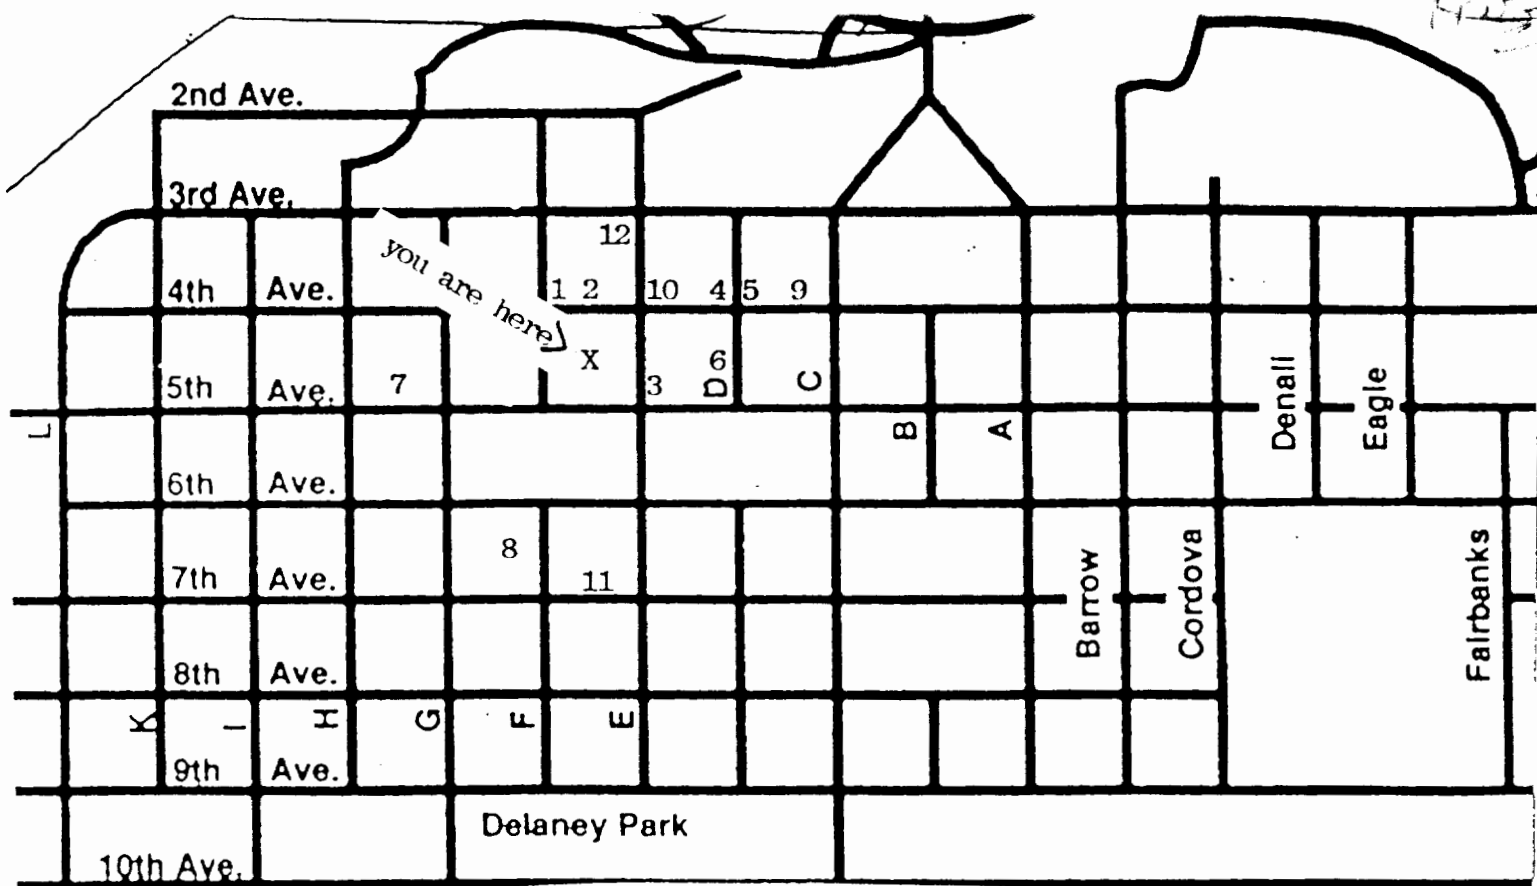 2nd Ave.
3rd Ave.
12
you are here
4th Ave.
1 2 10 4 5 9
X
6
5th Ave.
7
3
D
C
Denali
Eagle
L
B
A
6th Ave.
8
7th Ave.
11
Barrow
Cordova
Fairbanks
8th Ave.
K
I
H
G
F
E
9th Ave.
Delaney Park
10th Ave.